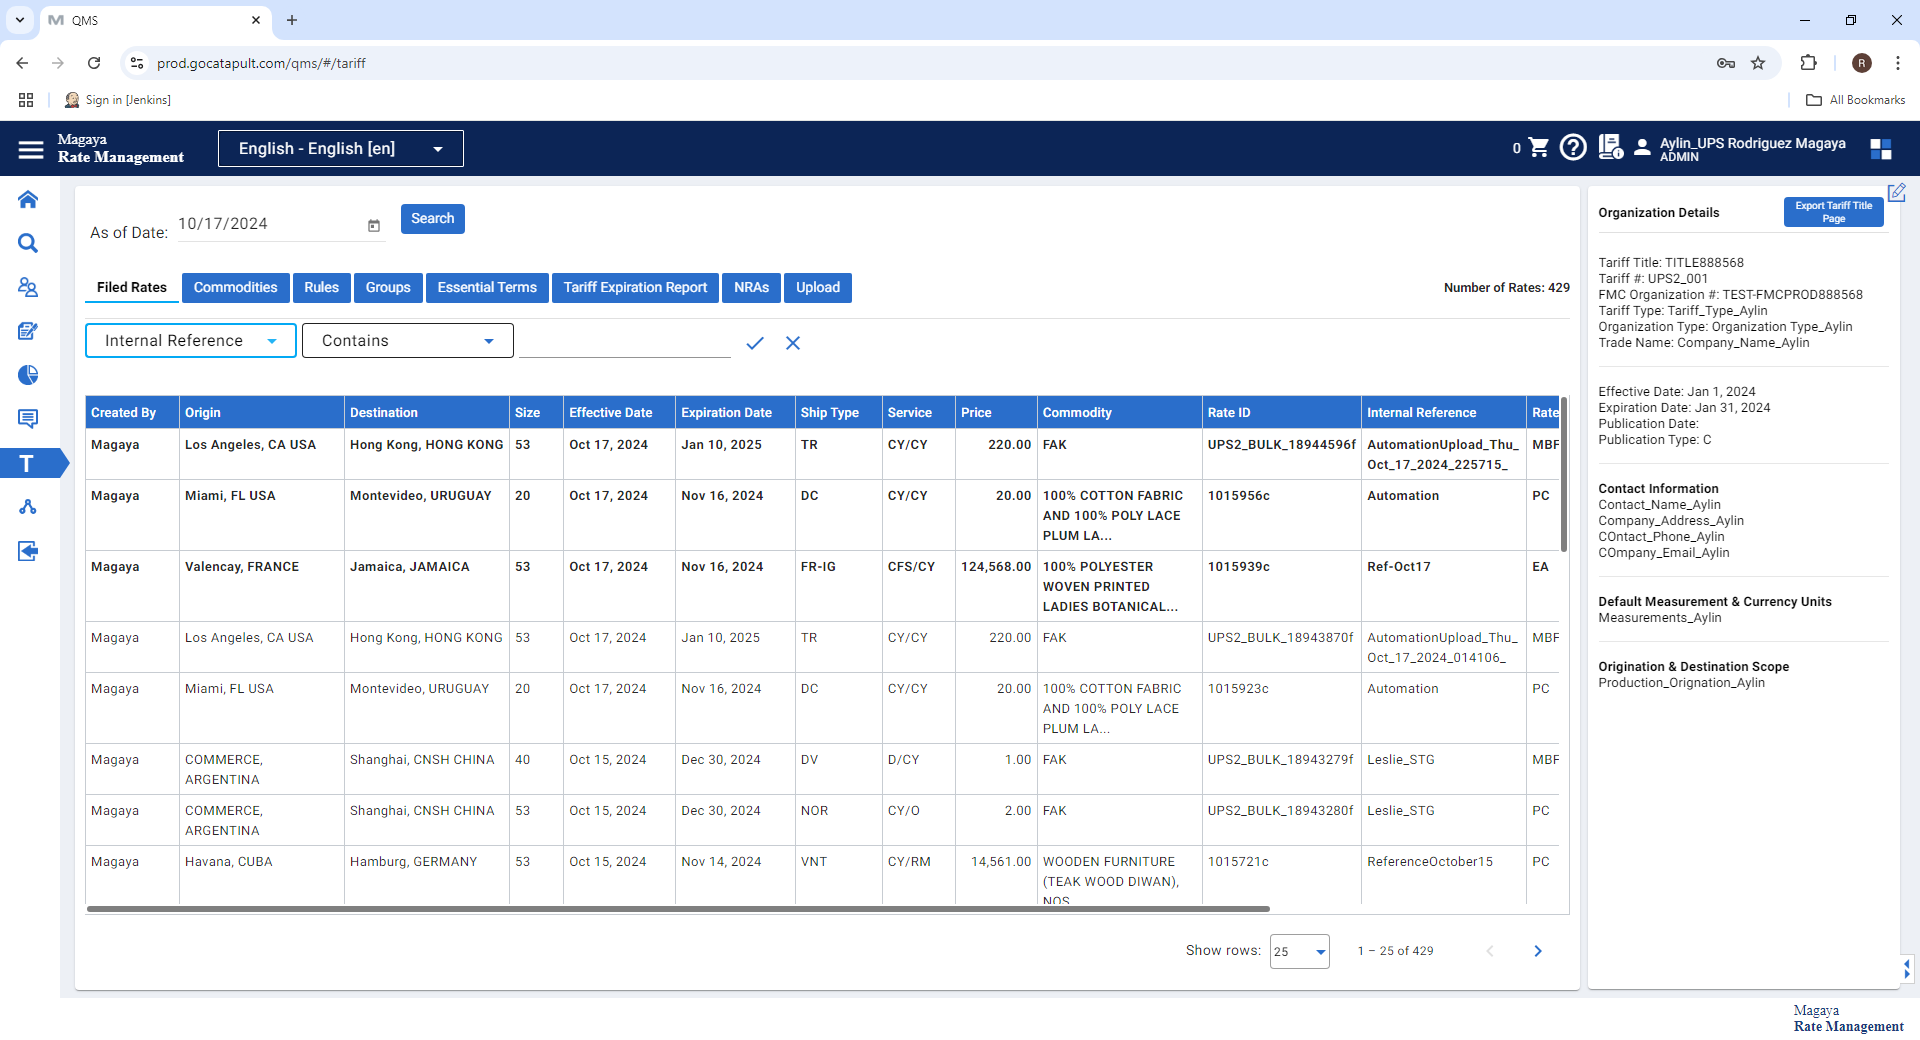 QMS
prod.gocatapult.com/qms/#/tariff
R
Sign in [Jenkins]
All Bookmarks
Magaya
Rate Management
English - English [en]
0
Aylin_UPS Rodriguez Magaya
ADMIN
As of Date:
10/17/2024
Search
Filed Rates
Commodities
Rules
Groups
Essential Terms
Tariff Expiration Report
NRAs
Upload
Number of Rates: 429
Internal Reference
Contains
Created By Origin Destination Size Effective Date Expiration Date Ship Type Service Price Commodity Rate ID Internal Reference Rate
Magaya Los Angeles, CA USA Hong Kong, HONG KONG 53 Oct 17, 2024 Jan 10, 2025 TR CY/CY 220.00 FAK UPS2_BULK_18944596f AutomationUpload_Thu_ MBF
Oct_17_2024_225715_
Magaya Miami, FL USA Montevideo, URUGUAY 20 Oct 17, 2024 Nov 16, 2024 DC CY/CY 20.00 100% COTTON FABRIC 1015956c Automation PC
AND 100% POLY LACE
PLUM LA...
Magaya Valencay, FRANCE Jamaica, JAMAICA 53 Oct 17, 2024 Nov 16, 2024 FR-IG CFS/CY 124,568.00 100% POLYESTER 1015939c Ref-Oct17 EA
WOVEN PRINTED
LADIES BOTANICAL...
Magaya Los Angeles, CA USA Hong Kong, HONG KONG 53 Oct 17, 2024 Jan 10, 2025 TR CY/CY 220.00 FAK UPS2_BULK_18943870f AutomationUpload_Thu_ MBF
Oct_17_2024_014106_
Magaya Miami, FL USA Montevideo, URUGUAY 20 Oct 17, 2024 Nov 16, 2024 DC CY/CY 20.00 100% COTTON FABRIC 1015923c Automation PC
AND 100% POLY LACE
PLUM LA...
Magaya COMMERCE, Shanghai, CNSH CHINA 40 Oct 15, 2024 Dec 30, 2024 DV D/CY 1.00 FAK UPS2_BULK_18943279f Leslie_STG MBF
ARGENTINA
Magaya COMMERCE, Shanghai, CNSH CHINA 53 Oct 15, 2024 Dec 30, 2024 NOR CY/O 2.00 FAK UPS2_BULK_18943280f Leslie_STG PC
ARGENTINA
Magaya Havana, CUBA Hamburg, GERMANY 53 Oct 15, 2024 Nov 14, 2024 VNT CY/RM 14,561.00 WOODEN FURNITURE 1015721c ReferenceOctober15 PC
(TEAK WOOD DIWAN),
NOS
Show rows: 25 1 – 25 of 429
Organization Details
Export Tariff Title
Page
Tariff Title: TITLE888568
Tariff #: UPS2_001
FMC Organization #: TEST-FMCPROD888568
Tariff Type: Tariff_Type_Aylin
Organization Type: Organization Type_Aylin
Trade Name: Company_Name_Aylin
Effective Date: Jan 1, 2024
Expiration Date: Jan 31, 2024
Publication Date:
Publication Type: C
Contact Information
Contact_Name_Aylin
Company_Address_Aylin
COntact_Phone_Aylin
COmpany_Email_Aylin
Default Measurement & Currency Units
Measurements_Aylin
Origination & Destination Scope
Production_Orignation_Aylin
T
Magaya
Rate Management